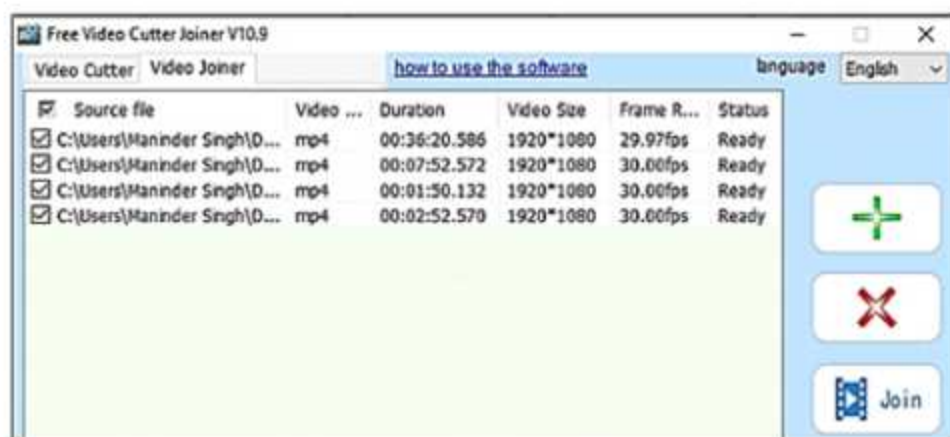 Free Video Cutter Joiner V10.9
Video Cutter Video Joiner how to use the software language English
Source file Video ... Duration Video Size Frame R... Status
C:\Users\Maninder Singh\D... mp4 00:36:20.586 1920*1080 29.97fps Ready
C:\Users\Maninder Singh\D... mp4 00:07:52.572 1920*1080 30.00fps Ready
C:\Users\Maninder Singh\D... mp4 00:01:50.132 1920*1080 30.00fps Ready
C:\Users\Maninder Singh\D... mp4 00:02:52.570 1920*1080 30.00fps Ready
Join